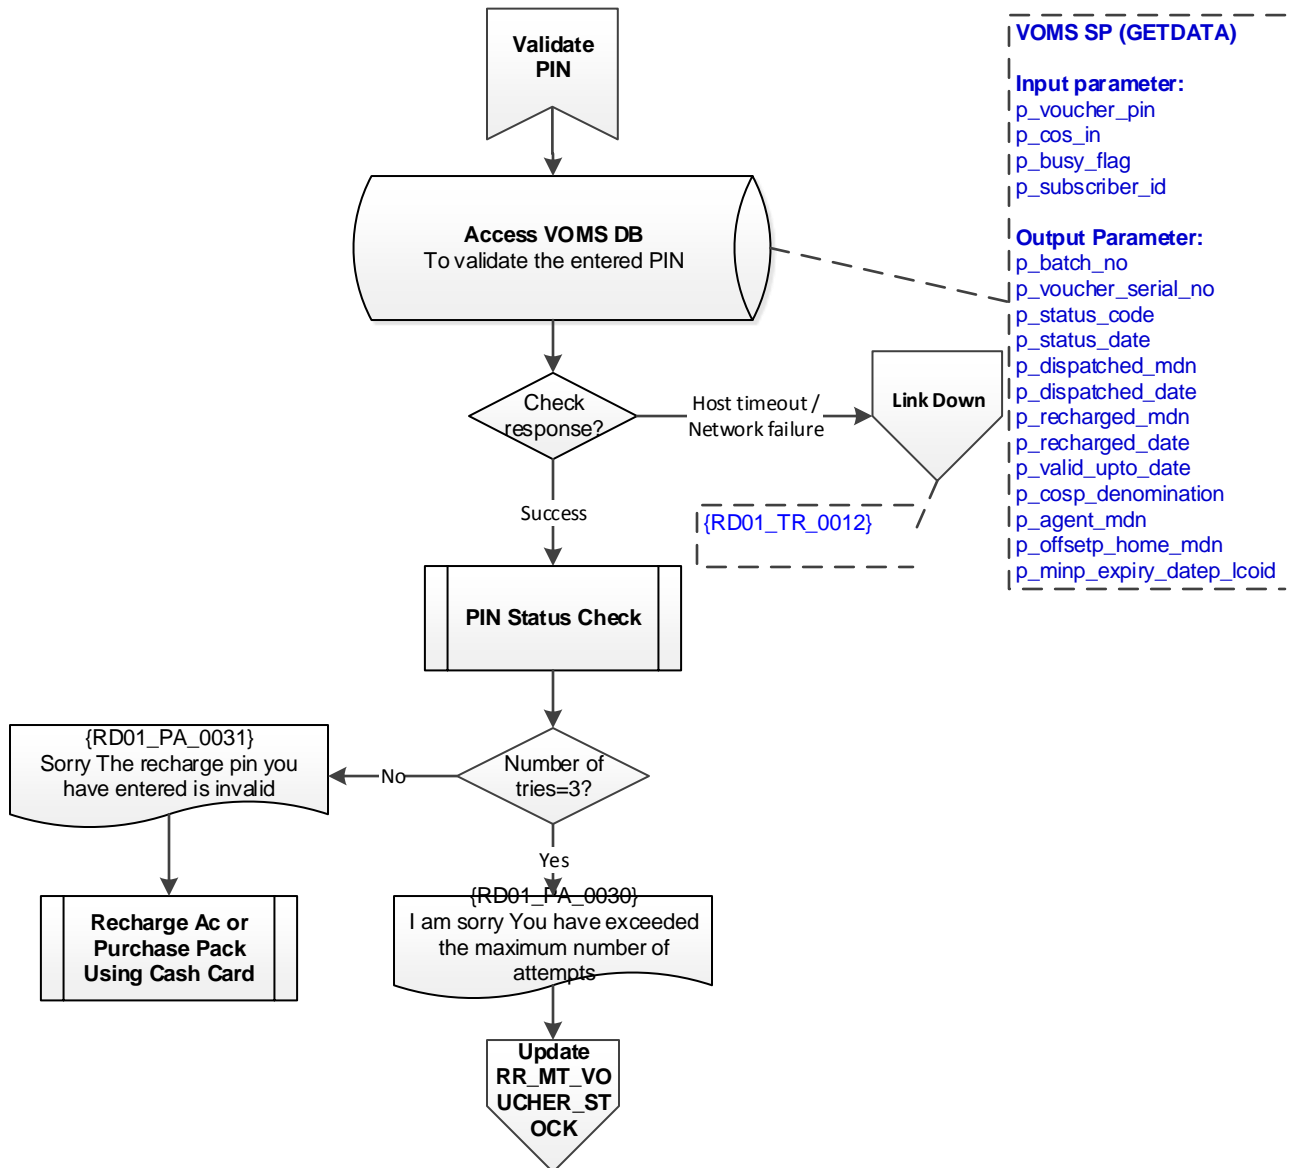 Validate
PIN
Access VOMS DB
To validate the entered PIN
Check
response?
Host timeout /
Network failure
Link Down
{RD01_TR_0012}
Success
PIN Status Check
Number of
tries=3?
No
{RD01_PA_0031}
Sorry The recharge pin you
have entered is invalid
Recharge Ac or
Purchase Pack
Using Cash Card
Yes
{RD01_PA_0030}
I am sorry You have exceeded
the maximum number of
attempts
Update
RR_MT_VO
UCHER_ST
OCK
VOMS SP (GETDATA)
Input parameter:
p_voucher_pin
p_cos_in
p_busy_flag
p_subscriber_id
Output Parameter:
p_batch_no
p_voucher_serial_no
p_status_code
p_status_date
p_dispatched_mdn
p_dispatched_date
p_recharged_mdn
p_recharged_date
p_valid_upto_date
p_cosp_denomination
p_agent_mdn
p_offsetp_home_mdn
p_minp_expiry_datep_lcoid